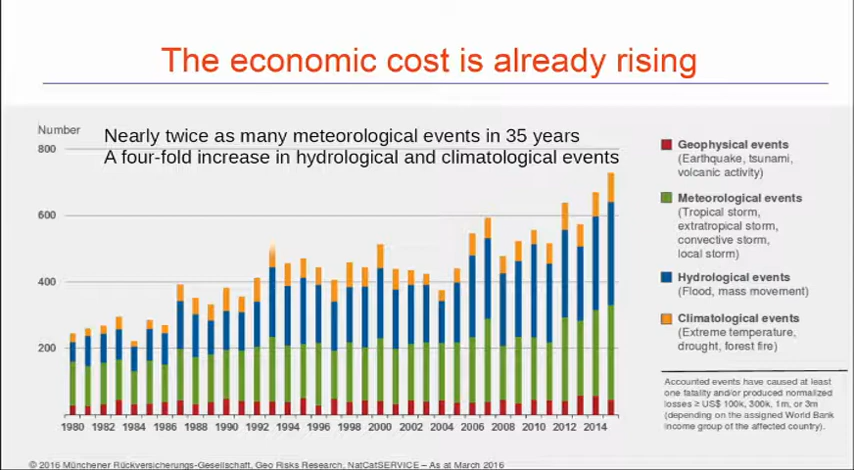 The economic cost is already rising
Number
Nearly twice as many meteorological events in 35 years
A four-fold increase in hydrological and climatological events
800
600
400
200
1980 1982 1984 1986 1988 1990 1992 1994 1996 1998 2000 2002 2004 2006 2008 2010 2012 2014
Geophysical events
(Earthquake, tsunami,
volcanic activity)
Meteorological events
(Tropical storm,
extratropical storm,
convective storm,
local storm)
Hydrological events
(Flood, mass movement)
Climatological events
(Extreme temperature,
drought, forest fire)
Accounted events have caused at least
one fatality and/or produced normalized
losses ≥ US$ 100k, 300k, 1m, or 3m
(depending on the assigned World Bank
income group of the affected country).
© 2016 Münchener Rückversicherungs-Gesellschaft, Geo Risks Research, NatCatSERVICE – As at March 2016